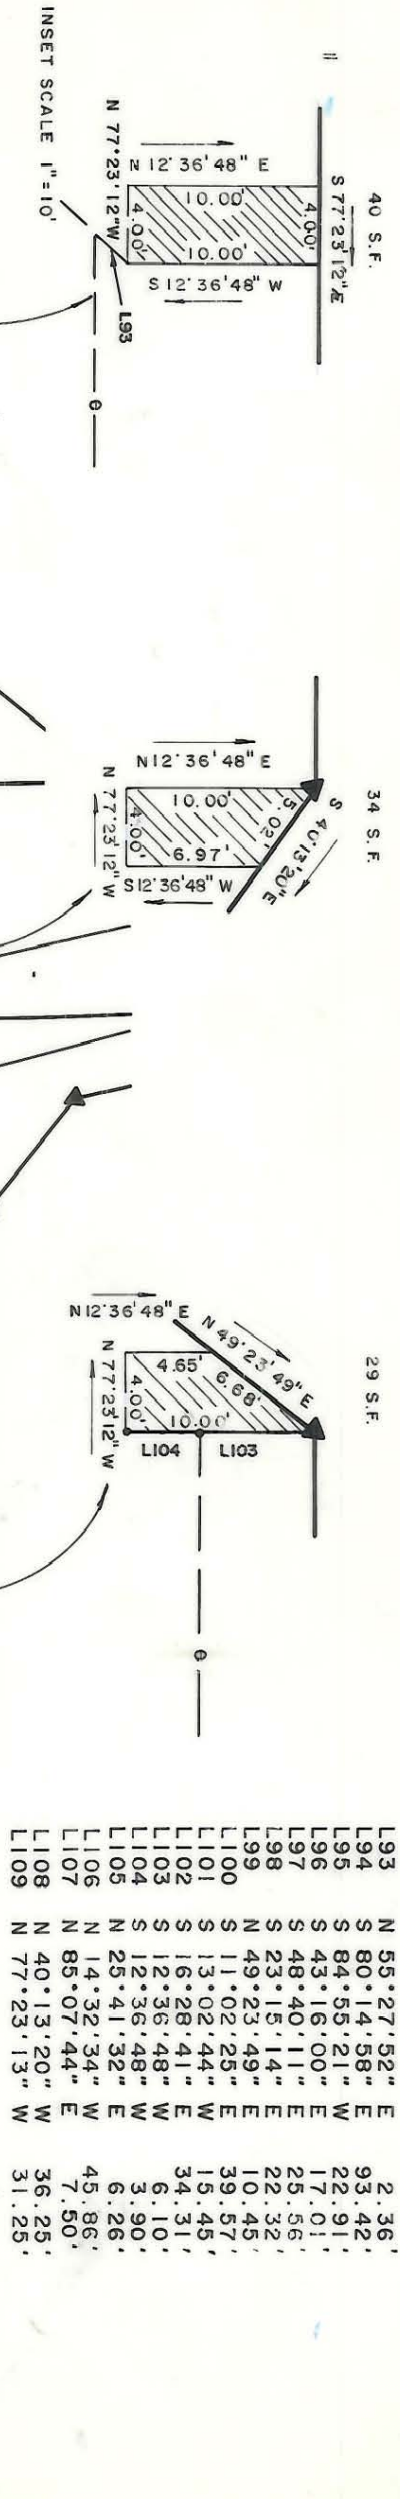 INSET SCALE 1"=10'
N 77°23'12"W
N 12°36'48" E
10.00'
4.00'
4.00'
10.00'
S 12°36'48" W
S 77°23'12"E
40 S.F.
L93
N12°36'48" E
N 77°23'12" W
10.00'
4.00'
5.02'
6.97'
S12°36'48" W
S 40°13'20"E
34 S.F.
N12°36'48" E
N 77°23'12" W
N 49°23'49" E
4.65'
4.00'
6.68'
10.00'
L104
L103
29 S.F.
L93 N 55°27'52" E 2.36'
L94 S 80°14'58" E 93.42'
L95 S 84°55'21" W 22.91'
L96 S 43°16'00" E 17.01'
L97 S 48°40'11" E 25.56'
L98 S 23°15'14" E 22.32'
L99 N 49°23'49" E 10.45'
L100 S 11°02'25" E 39.57'
L101 S 13°02'44" W 15.45'
L102 S 16°28'41" E 34.31'
L103 S 12°36'48" W 6.10'
L104 S 12°36'48" W 3.90'
L105 N 25°41'32" E 6.26'
L106 N 14°32'34" W 45.86'
L107 N 85°07'44" E 7.50'
L108 N 40°13'20" W 36.25'
L109 N 77°23'13" W 31.25'